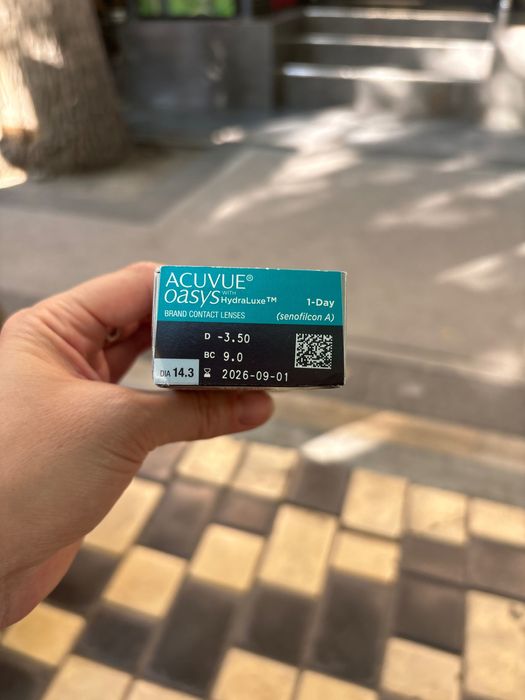 ACUVUE®
oasys WITH HydraLuxe™ 1-Day
BRAND CONTACT LENSES (senofilcon A)
D -3.50
BC 9.0
DIA 14.3
2026-09-01